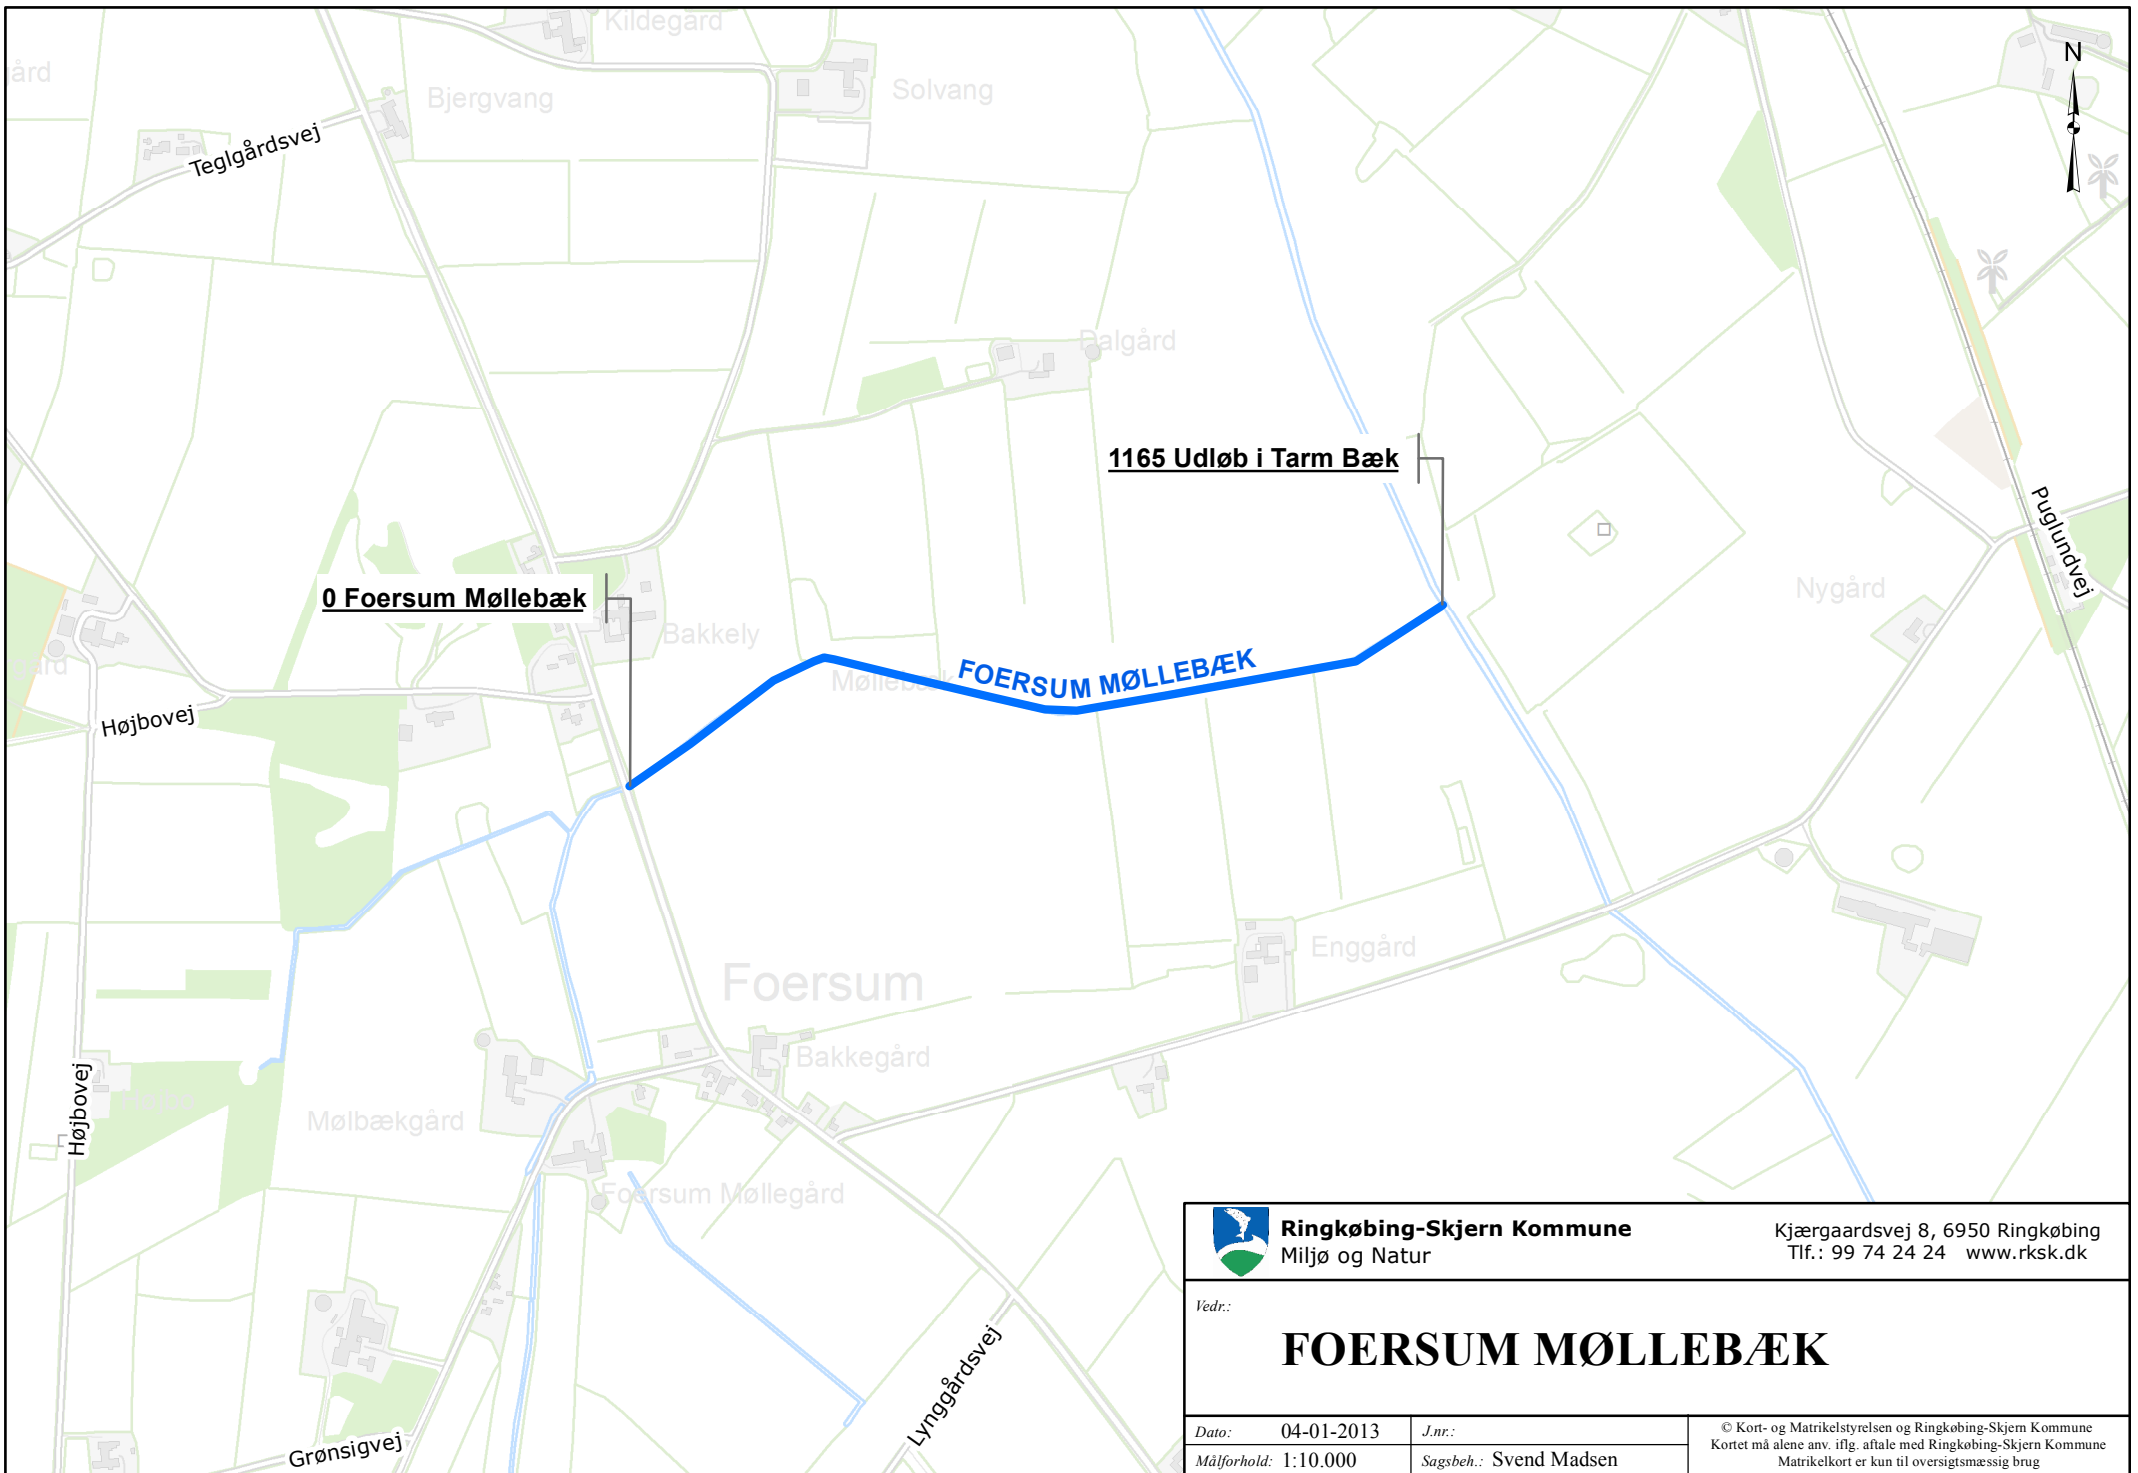 Kildegård
gård
Bjergvang
Solvang
N
Teglgårdsvej
Dalgård
1165 Udløb i Tarm Bæk
Puglundvej
0 Foersum Møllebæk
Nygård
Bakkely
gård
Møllebæk
FOERSUM MØLLEBÆK
Højbovej
Enggård
Foersum
Bakkegård
Højbovej
Mølbækgård
Foersum Møllegård
Lynggårdsvej
Grønsigvej
Ringkøbing-Skjern Kommune
Miljø og Natur
Kjærgaardsvej 8, 6950 Ringkøbing
Tlf.: 99 74 24 24 www.rksk.dk
Vedr.:
FOERSUM MØLLEBÆK
Dato: 04-01-2013
J.nr.:
Målforhold: 1:10.000
Sagsbeh.: Svend Madsen
© Kort- og Matrikelstyrelsen og Ringkøbing-Skjern Kommune
Kortet må alene anv. iflg. aftale med Ringkøbing-Skjern Kommune
Matrikelkort er kun til oversigtsmæssig brug